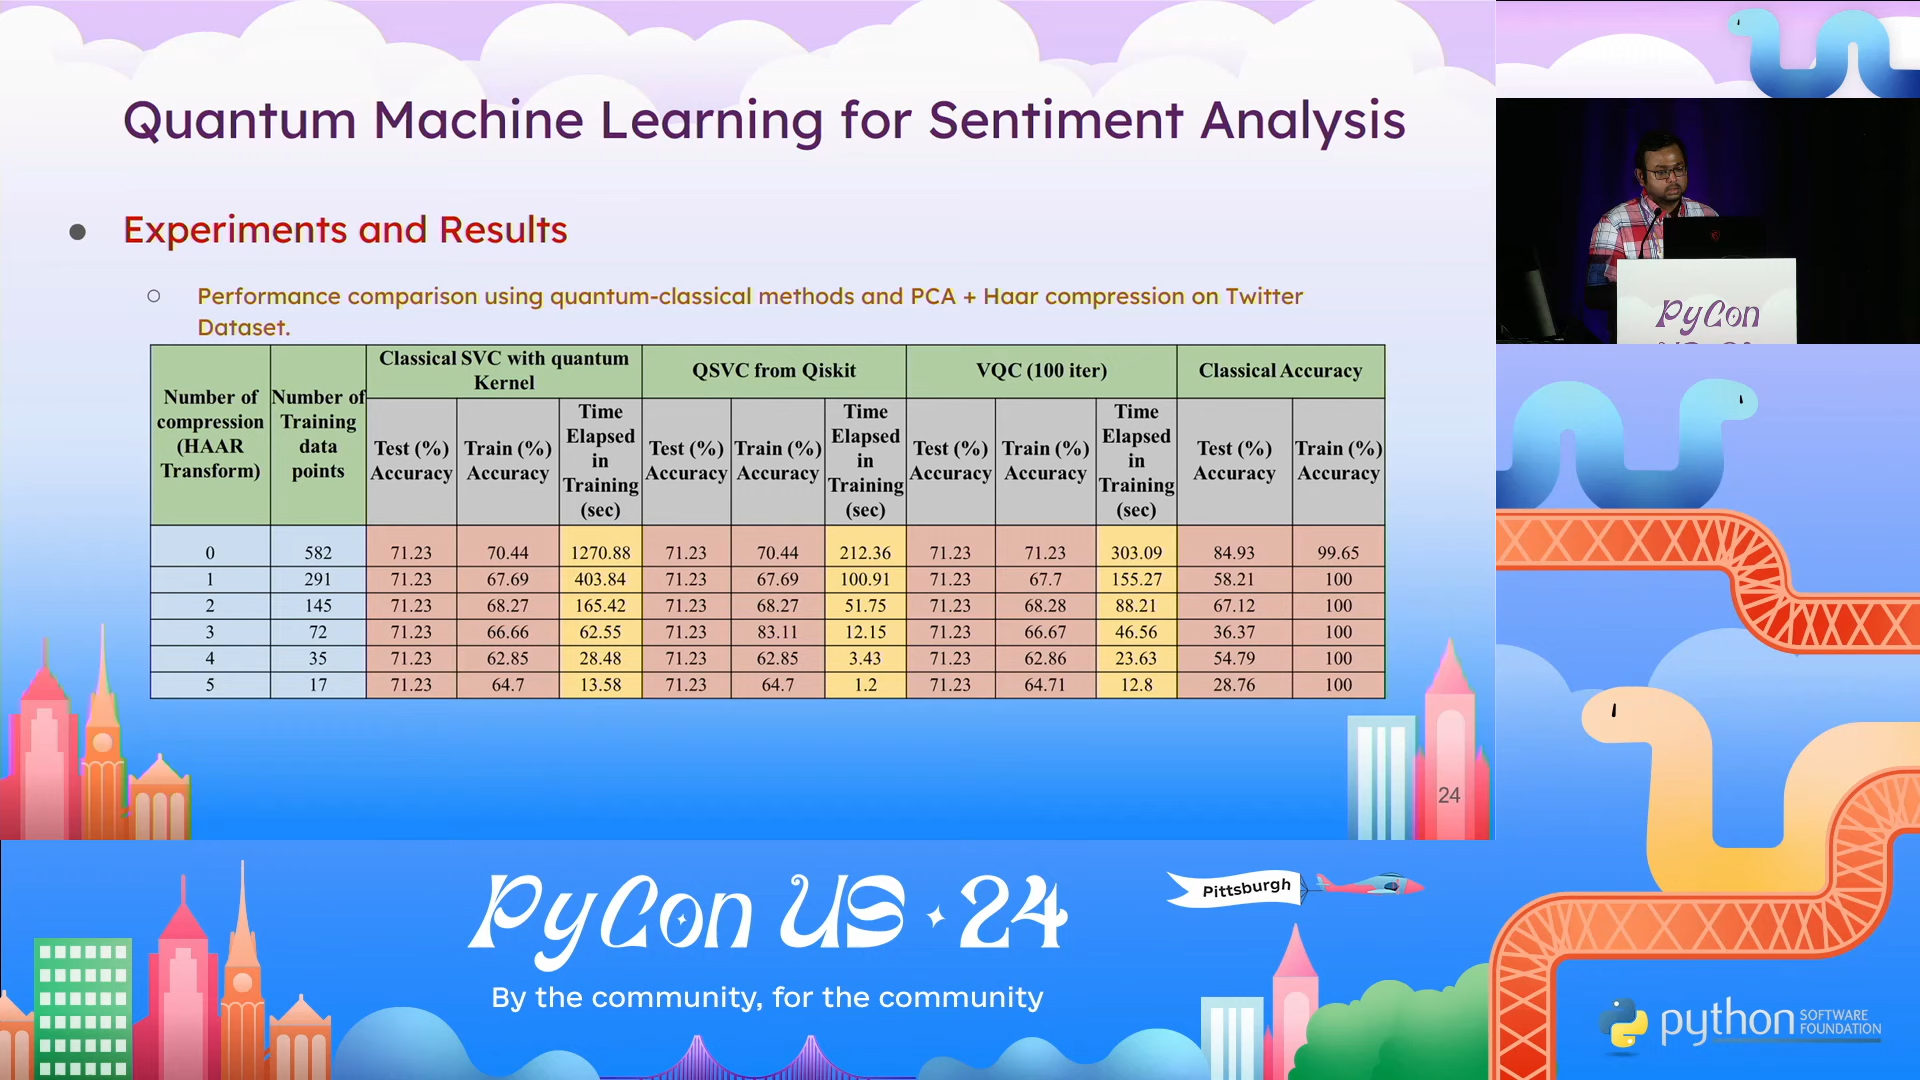 Quantum Machine Learning for Sentiment Analysis
● Experiments and Results
○ Performance comparison using quantum-classical methods and PCA + Haar compression on Twitter
Dataset.
Number of compression (HAAR Transform) | Number of Training data points | Classical SVC with quantum Kernel | QSVC from Qiskit | VQC (100 iter) | Classical Accuracy
Test (%) Accuracy | Train (%) Accuracy | Time Elapsed in Training (sec) | Test (%) Accuracy | Train (%) Accuracy | Time Elapsed in Training (sec) | Test (%) Accuracy | Train (%) Accuracy | Time Elapsed in Training (sec) | Test (%) Accuracy | Train (%) Accuracy
0 582 71.23 70.44 1270.88 71.23 70.44 212.36 71.23 71.23 303.09 84.93 99.65
1 291 71.23 67.69 403.84 71.23 67.69 100.91 71.23 67.7 155.27 58.21 100
2 145 71.23 68.27 165.42 71.23 68.27 51.75 71.23 68.28 88.21 67.12 100
3 72 71.23 66.66 62.55 71.23 83.11 12.15 71.23 66.67 46.56 36.37 100
4 35 71.23 62.85 28.48 71.23 62.85 3.43 71.23 62.86 23.63 54.79 100
5 17 71.23 64.7 13.58 71.23 64.7 1.2 71.23 64.71 12.8 28.76 100
24
PyCon
PyCon US 24
By the community, for the community
Pittsburgh
python SOFTWARE
FOUNDATION